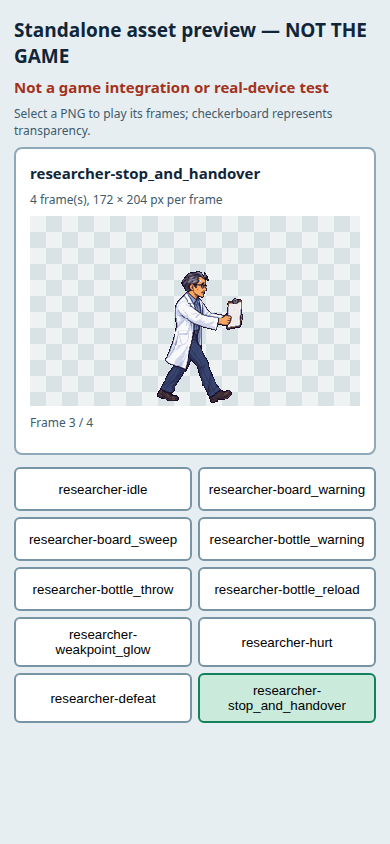 Standalone asset preview — NOT THE
GAME
Not a game integration or real-device test
Select a PNG to play its frames; checkerboard represents
transparency.
researcher-stop_and_handover
4 frame(s), 172 × 204 px per frame
Frame 3 / 4
researcher-idle
researcher-board_warning
researcher-board_sweep
researcher-bottle_warning
researcher-bottle_throw
researcher-bottle_reload
researcher-
weakpoint_glow
researcher-hurt
researcher-defeat
researcher-
stop_and_handover